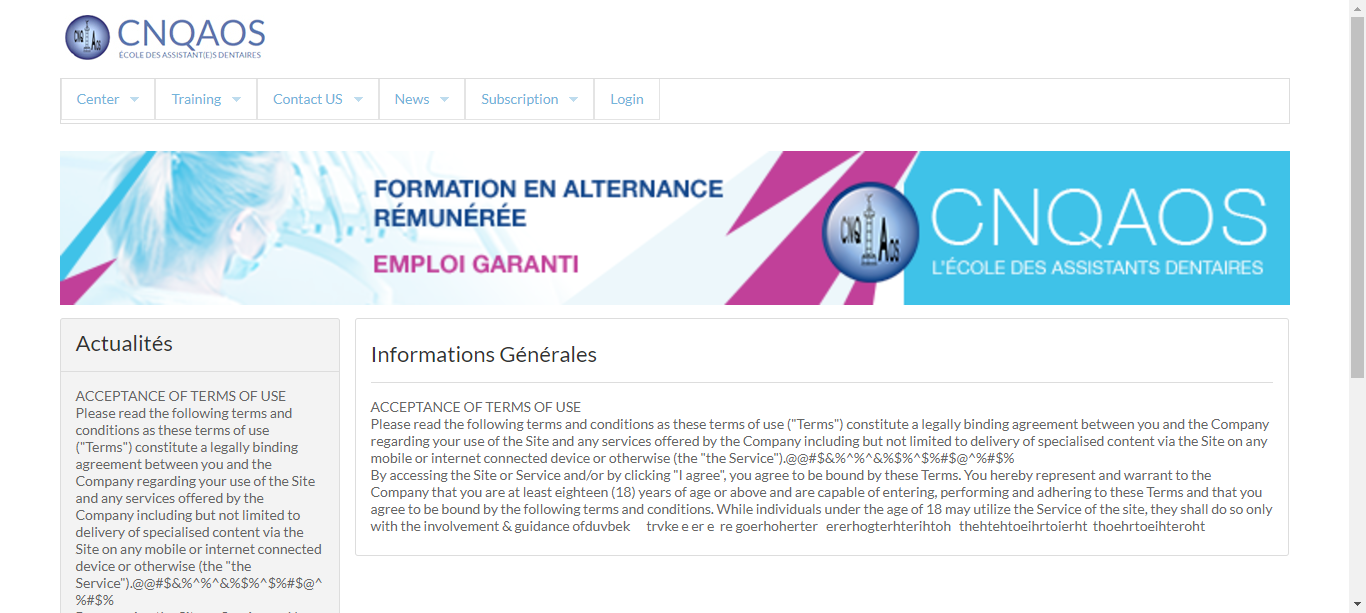 CNQ AOS
CNQAOS
ÉCOLE DES ASSISTANT(E)S DENTAIRES
Center
Training
Contact US
News
Subscription
Login
FORMATION EN ALTERNANCE
RÉMUNÉRÉE
EMPLOI GARANTI
CNQ AOS
CNQAOS
L'ÉCOLE DES ASSISTANTS DENTAIRES
Actualités
ACCEPTANCE OF TERMS OF USE
Please read the following terms and
conditions as these terms of use
("Terms") constitute a legally binding
agreement between you and the
Company regarding your use of the Site
and any services offered by the
Company including but not limited to
delivery of specialised content via the
Site on any mobile or internet connected
device or otherwise (the "the
Service").@@#$&%^%^&%$%^$%#$@^
%#$%
Informations Générales
ACCEPTANCE OF TERMS OF USE
Please read the following terms and conditions as these terms of use ("Terms") constitute a legally binding agreement between you and the Company
regarding your use of the Site and any services offered by the Company including but not limited to delivery of specialised content via the Site on any
mobile or internet connected device or otherwise (the "the Service").@@#$&%^%^&%$%^$%#$@^%#$%
By accessing the Site or Service and/or by clicking "I agree", you agree to be bound by these Terms. You hereby represent and warrant to the
Company that you are at least eighteen (18) years of age or above and are capable of entering, performing and adhering to these Terms and that you
agree to be bound by the following terms and conditions. While individuals under the age of 18 may utilize the Service of the site, they shall do so only
with the involvement & guidance ofduvbek trvke e er e re goerhoherter ererhogterhterihtoh thehtehtoeihrtoierht thoehrtoeihteroht